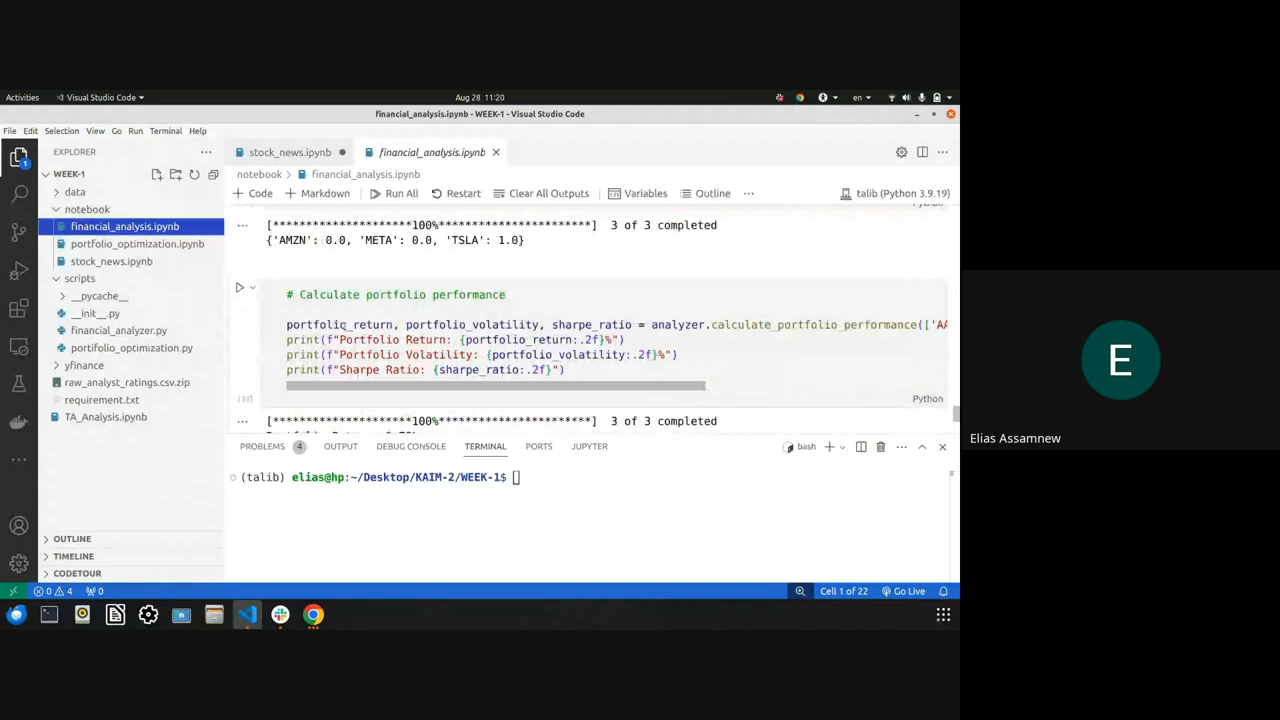 Activities
Visual Studio Code
Aug 28 11:20
en
financial_analysis.ipynb - WEEK-1 - Visual Studio Code
File Edit Selection View Go Run Terminal Help
EXPLORER
WEEK-1
data
notebook
financial_analysis.ipynb
portfolio_optimization.ipynb
stock_news.ipynb
scripts
__pycache__
__init__.py
financial_analyzer.py
portifolio_optimization.py
yfinance
raw_analyst_ratings.csv.zip
requirement.txt
TA_Analysis.ipynb
OUTLINE
TIMELINE
CODETOUR
stock_news.ipynb
financial_analysis.ipynb
notebook > financial_analysis.ipynb
+ Code + Markdown Run All Restart Clear All Outputs Variables Outline
talib (Python 3.9.19)
[*********************100%***********************] 3 of 3 completed
{'AMZN': 0.0, 'META': 0.0, 'TSLA': 1.0}
# Calculate portfolio performance
portfolio_return, portfolio_volatility, sharpe_ratio = analyzer.calculate_portfolio_performance(['AA
print(f"Portfolio Return: {portfolio_return:.2f}%")
print(f"Portfolio Volatility: {portfolio_volatility:.2f}%")
print(f"Sharpe Ratio: {sharpe_ratio:.2f}")
Python
[*********************100%***********************] 3 of 3 completed
PROBLEMS 4 OUTPUT DEBUG CONSOLE TERMINAL PORTS JUPYTER
bash
(talib) elias@hp:~/Desktop/KAIM-2/WEEK-1$
0 4 0
Cell 1 of 22
Go Live
E
Elias Assamnew